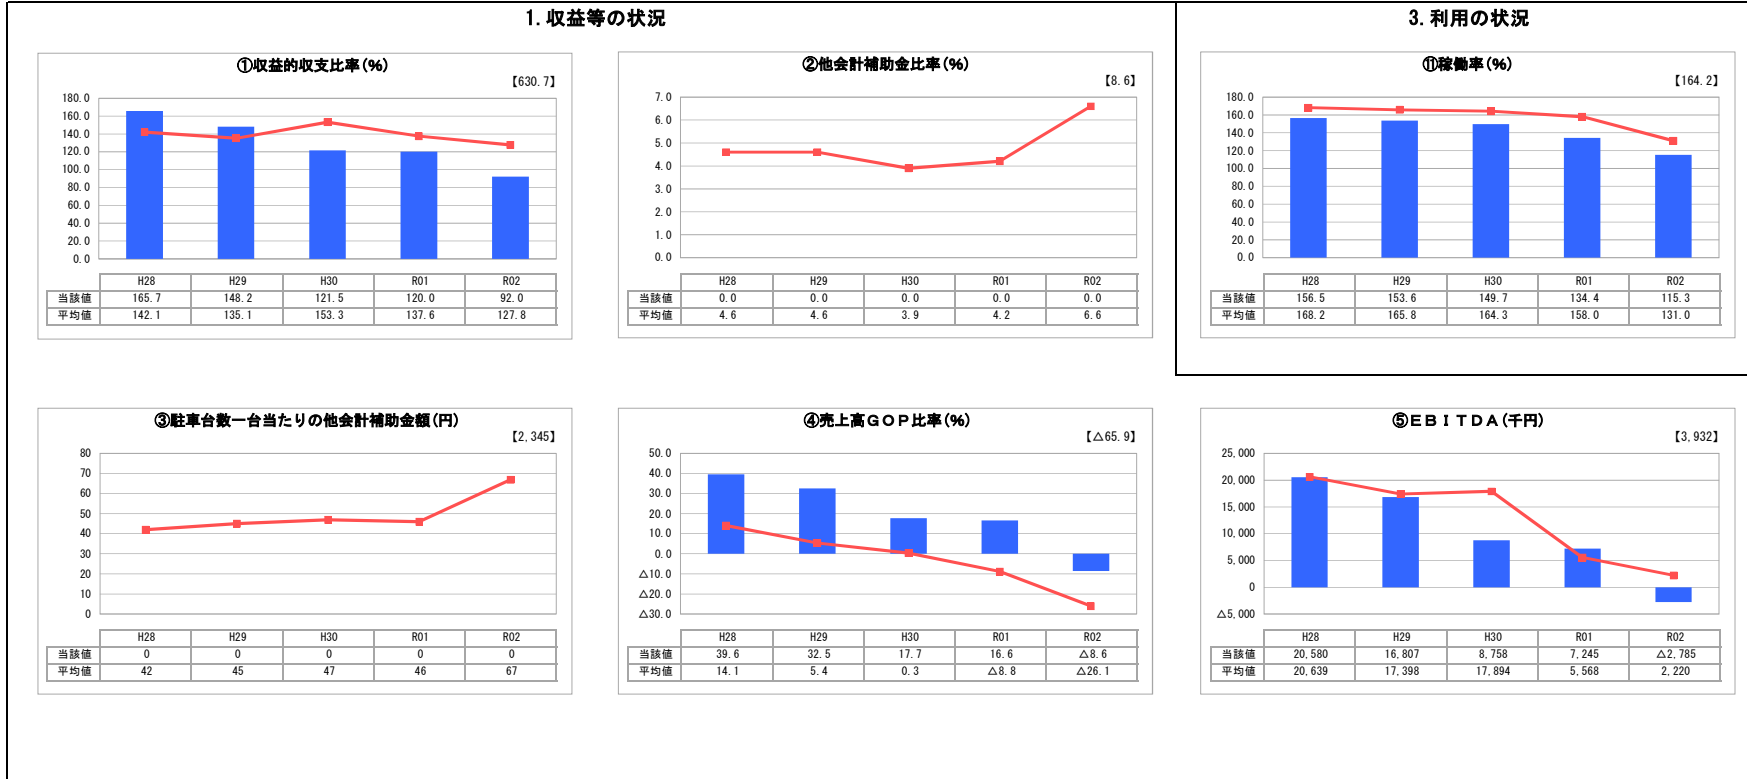 1. 収益等の状況
3. 利用の状況
①収益的収支比率(%)
【630.7】
180.0
160.0
140.0
120.0
100.0
80.0
60.0
40.0
20.0
0.0
H28 H29 H30 R01 R02
当該値 165.7 148.2 121.5 120.0 92.0
平均値 142.1 135.1 153.3 137.6 127.8
②他会計補助金比率(%)
【8.6】
7.0
6.0
5.0
4.0
3.0
2.0
1.0
0.0
H28 H29 H30 R01 R02
当該値 0.0 0.0 0.0 0.0 0.0
平均値 4.6 4.6 3.9 4.2 6.6
⑪稼働率(%)
【164.2】
180.0
160.0
140.0
120.0
100.0
80.0
60.0
40.0
20.0
0.0
H28 H29 H30 R01 R02
当該値 156.5 153.6 149.7 134.4 115.3
平均値 168.2 165.8 164.3 158.0 131.0
③駐車台数一台当たりの他会計補助金額(円)
【2,345】
80
70
60
50
40
30
20
10
0
H28 H29 H30 R01 R02
当該値 0 0 0 0 0
平均値 42 45 47 46 67
④売上高GOP比率(%)
【△65.9】
50.0
40.0
30.0
20.0
10.0
0.0
△10.0
△20.0
△30.0
H28 H29 H30 R01 R02
当該値 39.6 32.5 17.7 16.6 △8.6
平均値 14.1 5.4 0.3 △8.8 △26.1
⑤EBITDA(千円)
【3,932】
25,000
20,000
15,000
10,000
5,000
0
△5,000
H28 H29 H30 R01 R02
当該値 20,580 16,807 8,758 7,245 △2,785
平均値 20,639 17,398 17,894 5,568 2,220